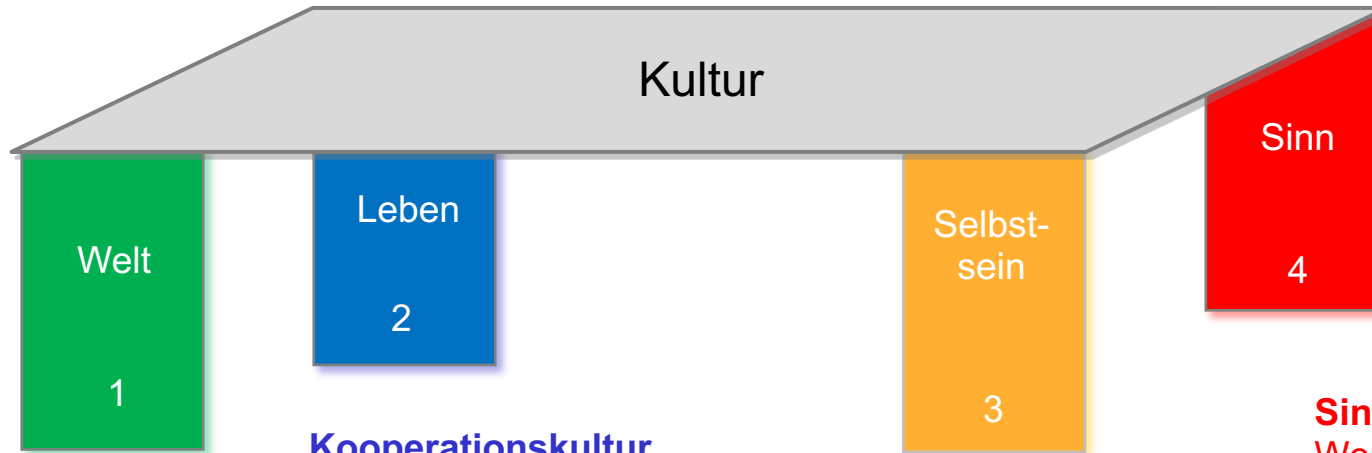 Kultur
Welt
1
Leben
2
Selbst-
sein
3
Sinn
4
Kooperationskultur